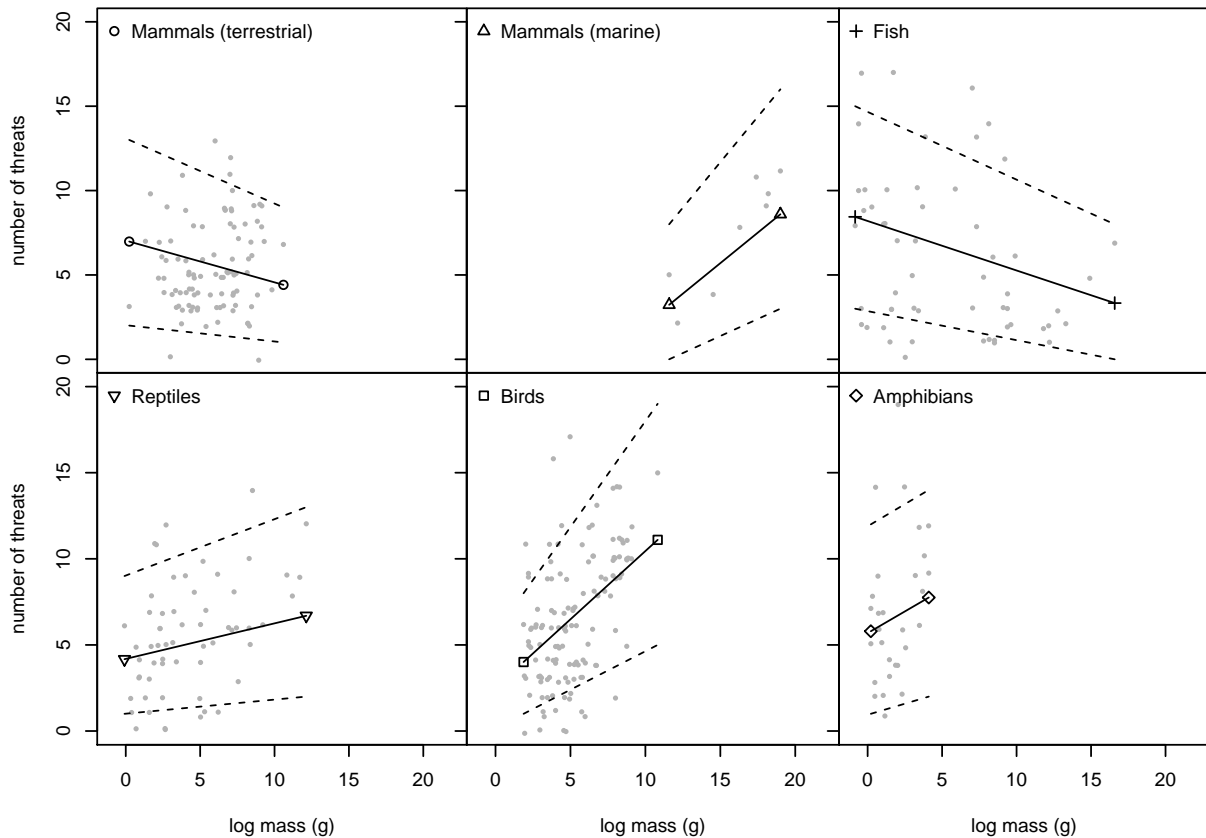 Mammals (terrestrial)
Mammals (marine)
Fish
number of threats
20
15
10
5
0
Reptiles
Birds
Amphibians
number of threats
20
15
10
5
0
0 5 10 15 20
0 5 10 15 20
0 5 10 15 20
log mass (g)
log mass (g)
log mass (g)